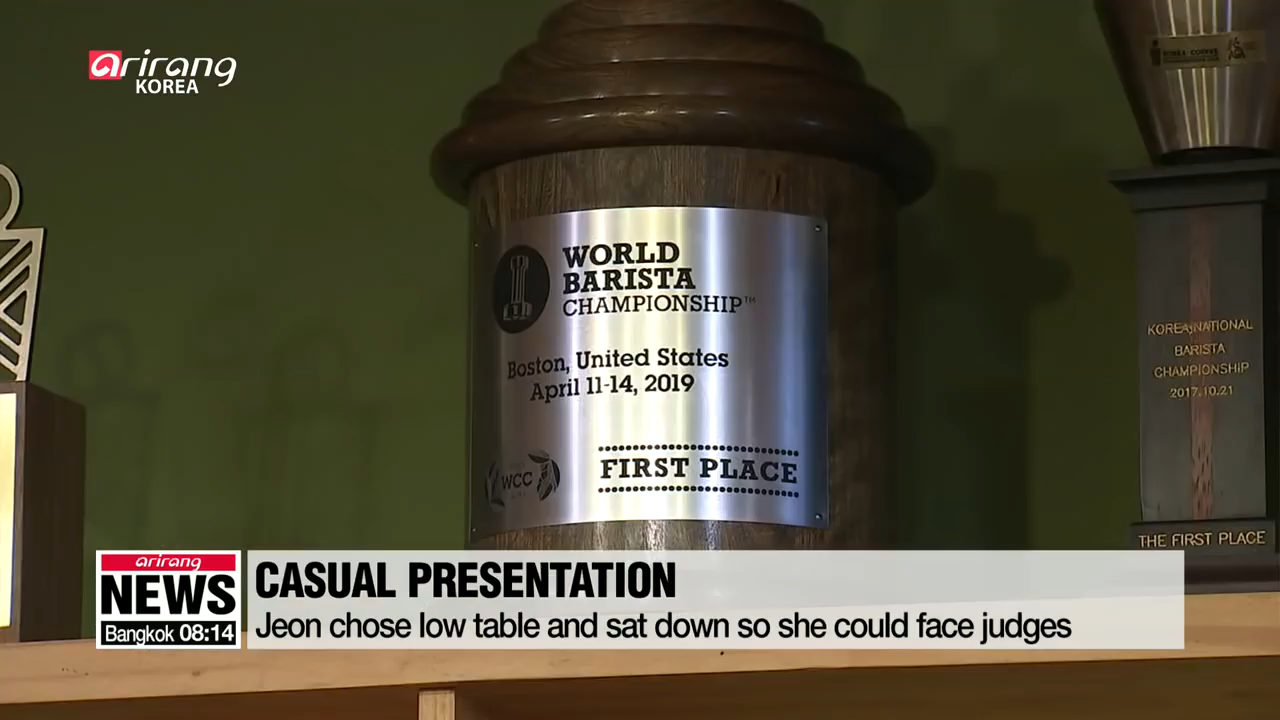 arirang
KOREA
WORLD
BARISTA
CHAMPIONSHIP™
Boston, United States
April 11-14, 2019
WCC
FIRST PLACE
KOREA NATIONAL
BARISTA
CHAMPIONSHIP
2017.10.21
THE FIRST PLACE
arirang
NEWS
Bangkok 08:14
CASUAL PRESENTATION
Jeon chose low table and sat down so she could face judges